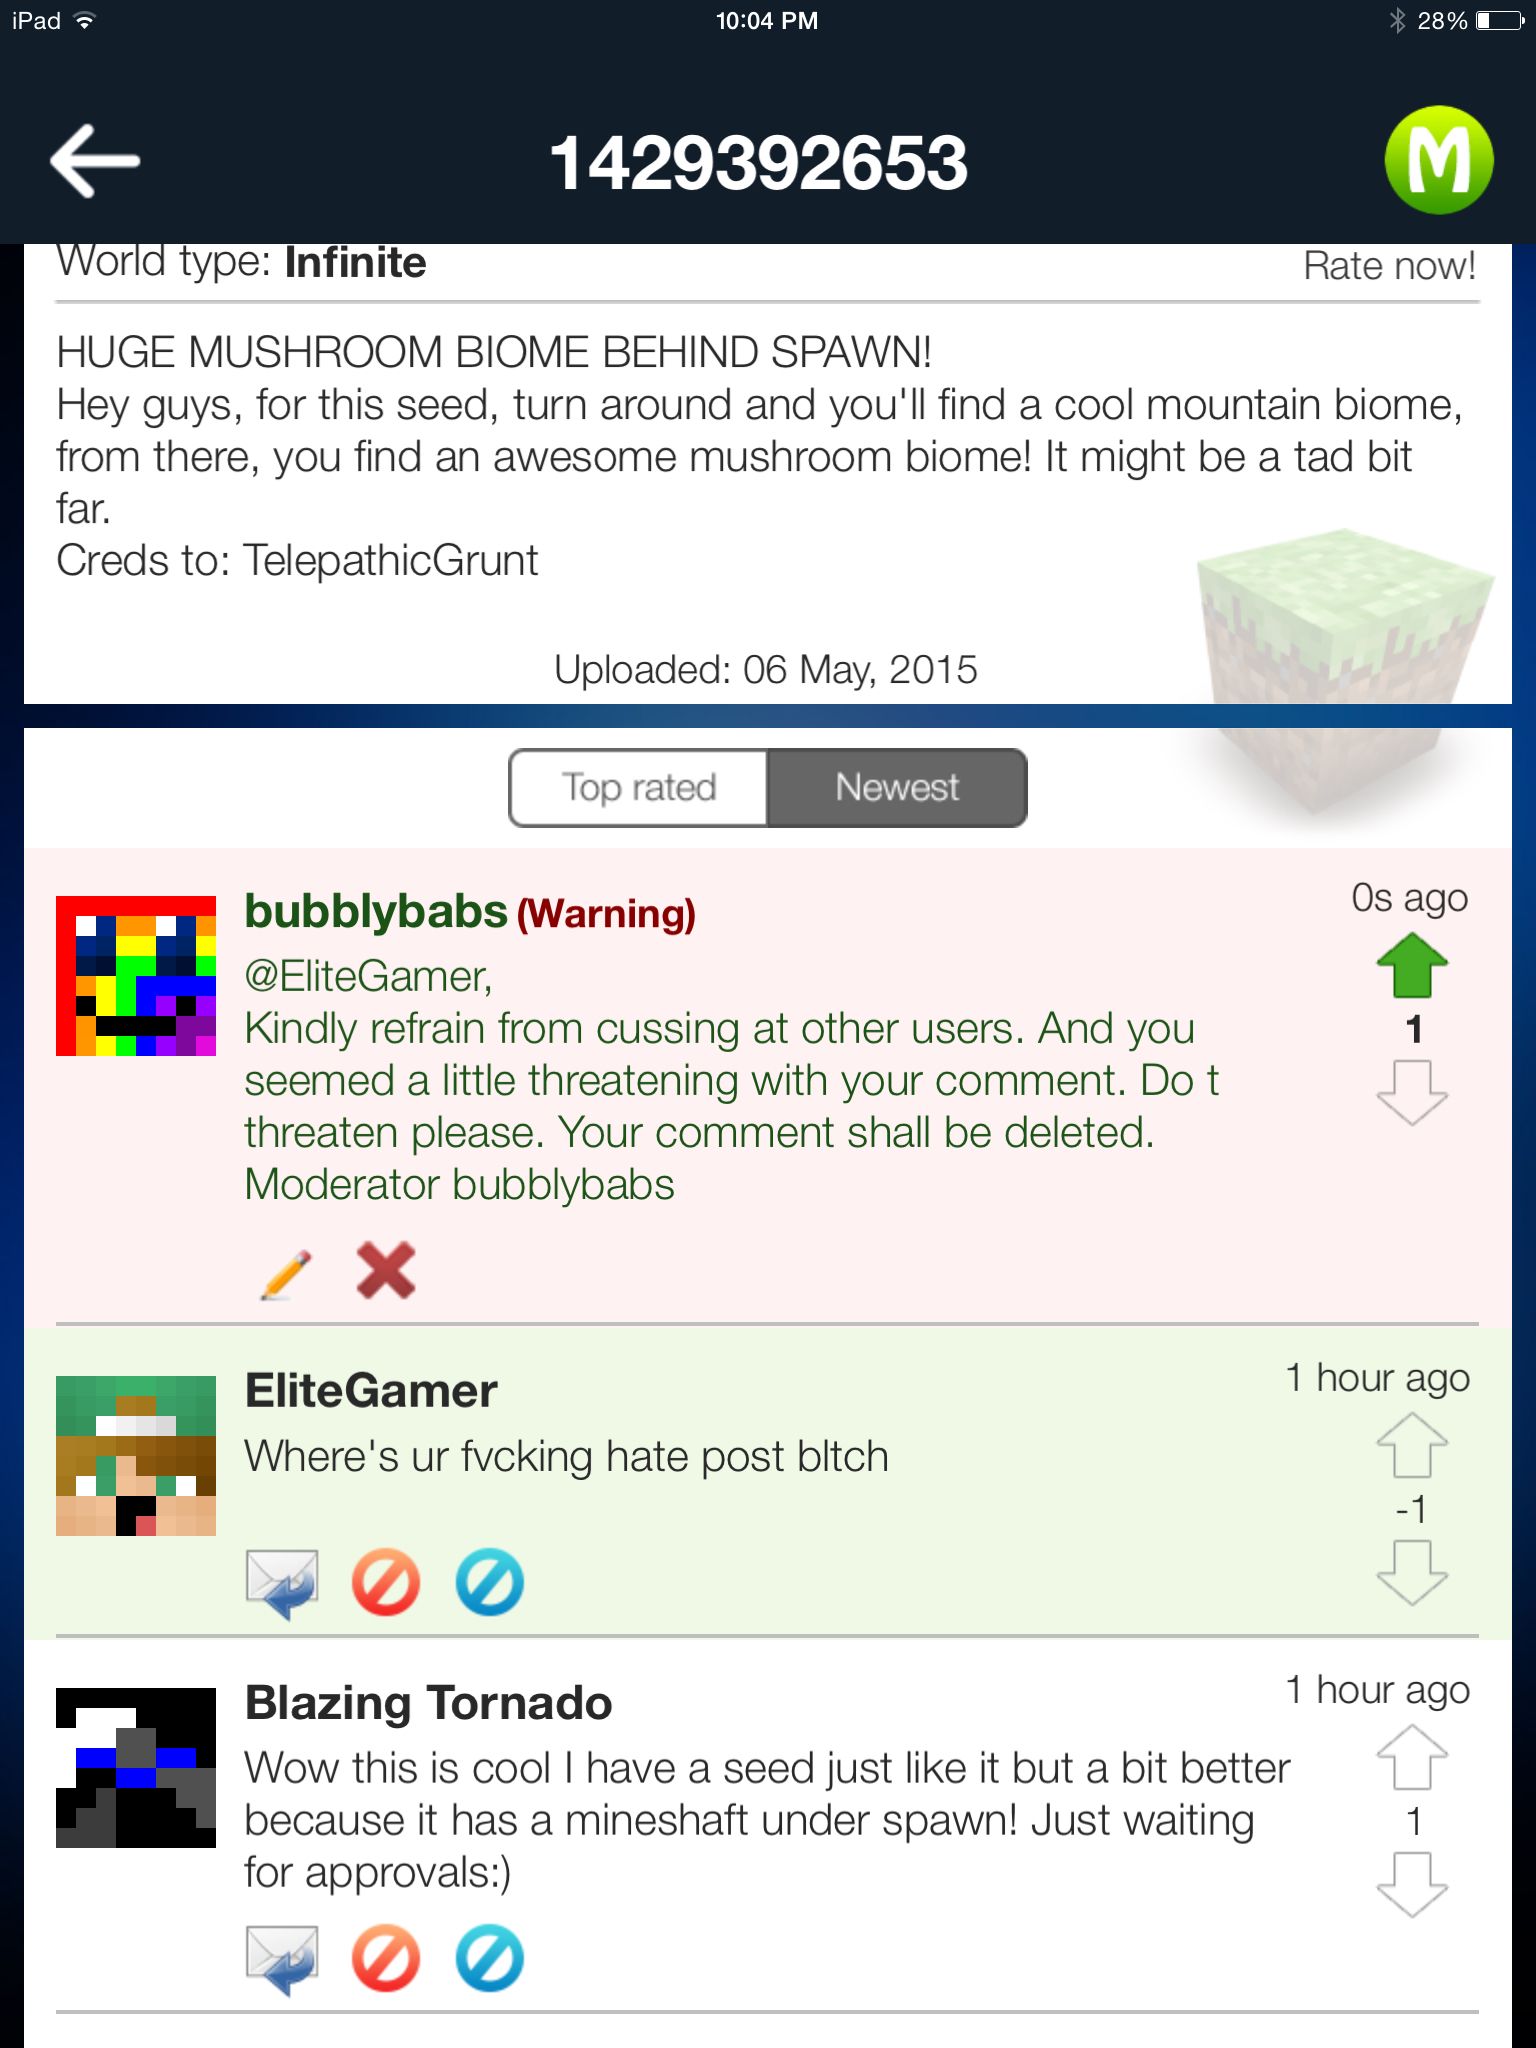 iPad 10:04 PM 28%
1429392653 M
World type: Infinite Rate now!
HUGE MUSHROOM BIOME BEHIND SPAWN!
Hey guys, for this seed, turn around and you'll find a cool mountain biome,
from there, you find an awesome mushroom biome! It might be a tad bit
far.
Creds to: TelepathicGrunt
Uploaded: 06 May, 2015
Top rated Newest
bubblybabs (Warning) 0s ago
@EliteGamer,
Kindly refrain from cussing at other users. And you
seemed a little threatening with your comment. Do t
threaten please. Your comment shall be deleted.
Moderator bubblybabs
1
EliteGamer 1 hour ago
Where's ur fvcking hate post bltch
-1
Blazing Tornado 1 hour ago
Wow this is cool I have a seed just like it but a bit better
because it has a mineshaft under spawn! Just waiting
for approvals:)
1